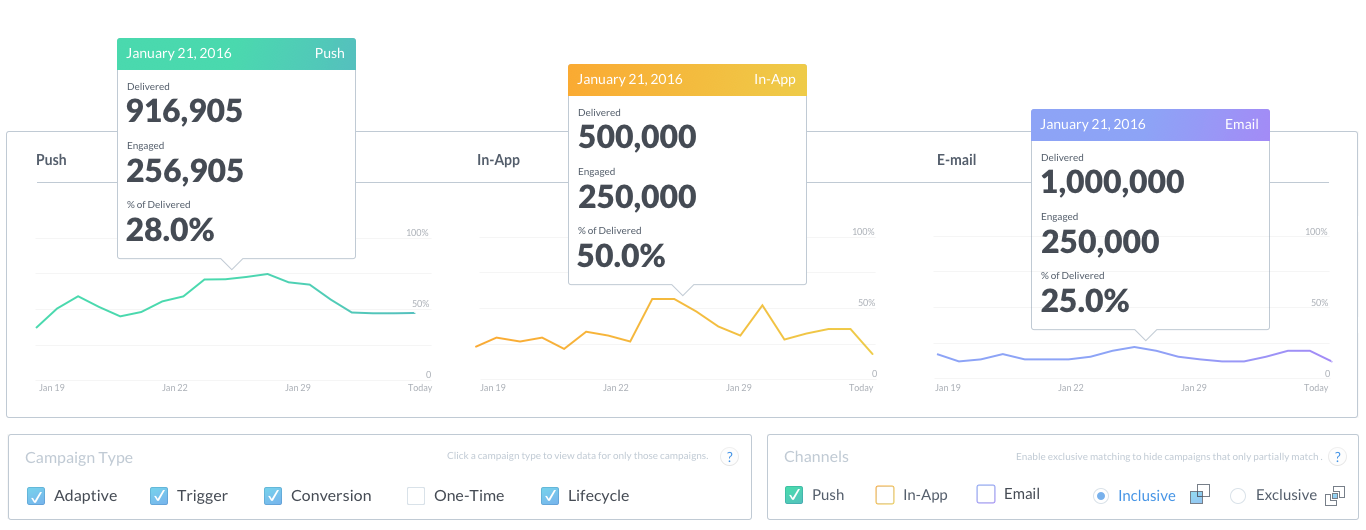 January 21, 2016 Push
Delivered
916,905
Engaged
256,905
% of Delivered
28.0%
January 21, 2016 In-App
Delivered
500,000
Engaged
250,000
% of Delivered
50.0%
January 21, 2016 Email
Delivered
1,000,000
Engaged
250,000
% of Delivered
25.0%
Push
100%
50%
0
Jan 19 Jan 22 Jan 29 Today
In-App
100%
50%
0
Jan 19 Jan 22 Jan 29 Today
E-mail
100%
50%
0
Jan 19 Jan 22 Jan 29 Today
Campaign Type Click a campaign type to view data for only those campaigns. ?
Adaptive Trigger Conversion One-Time Lifecycle
Channels Enable exclusive matching to hide campaigns that only partially match . ?
Push In-App Email Inclusive Exclusive